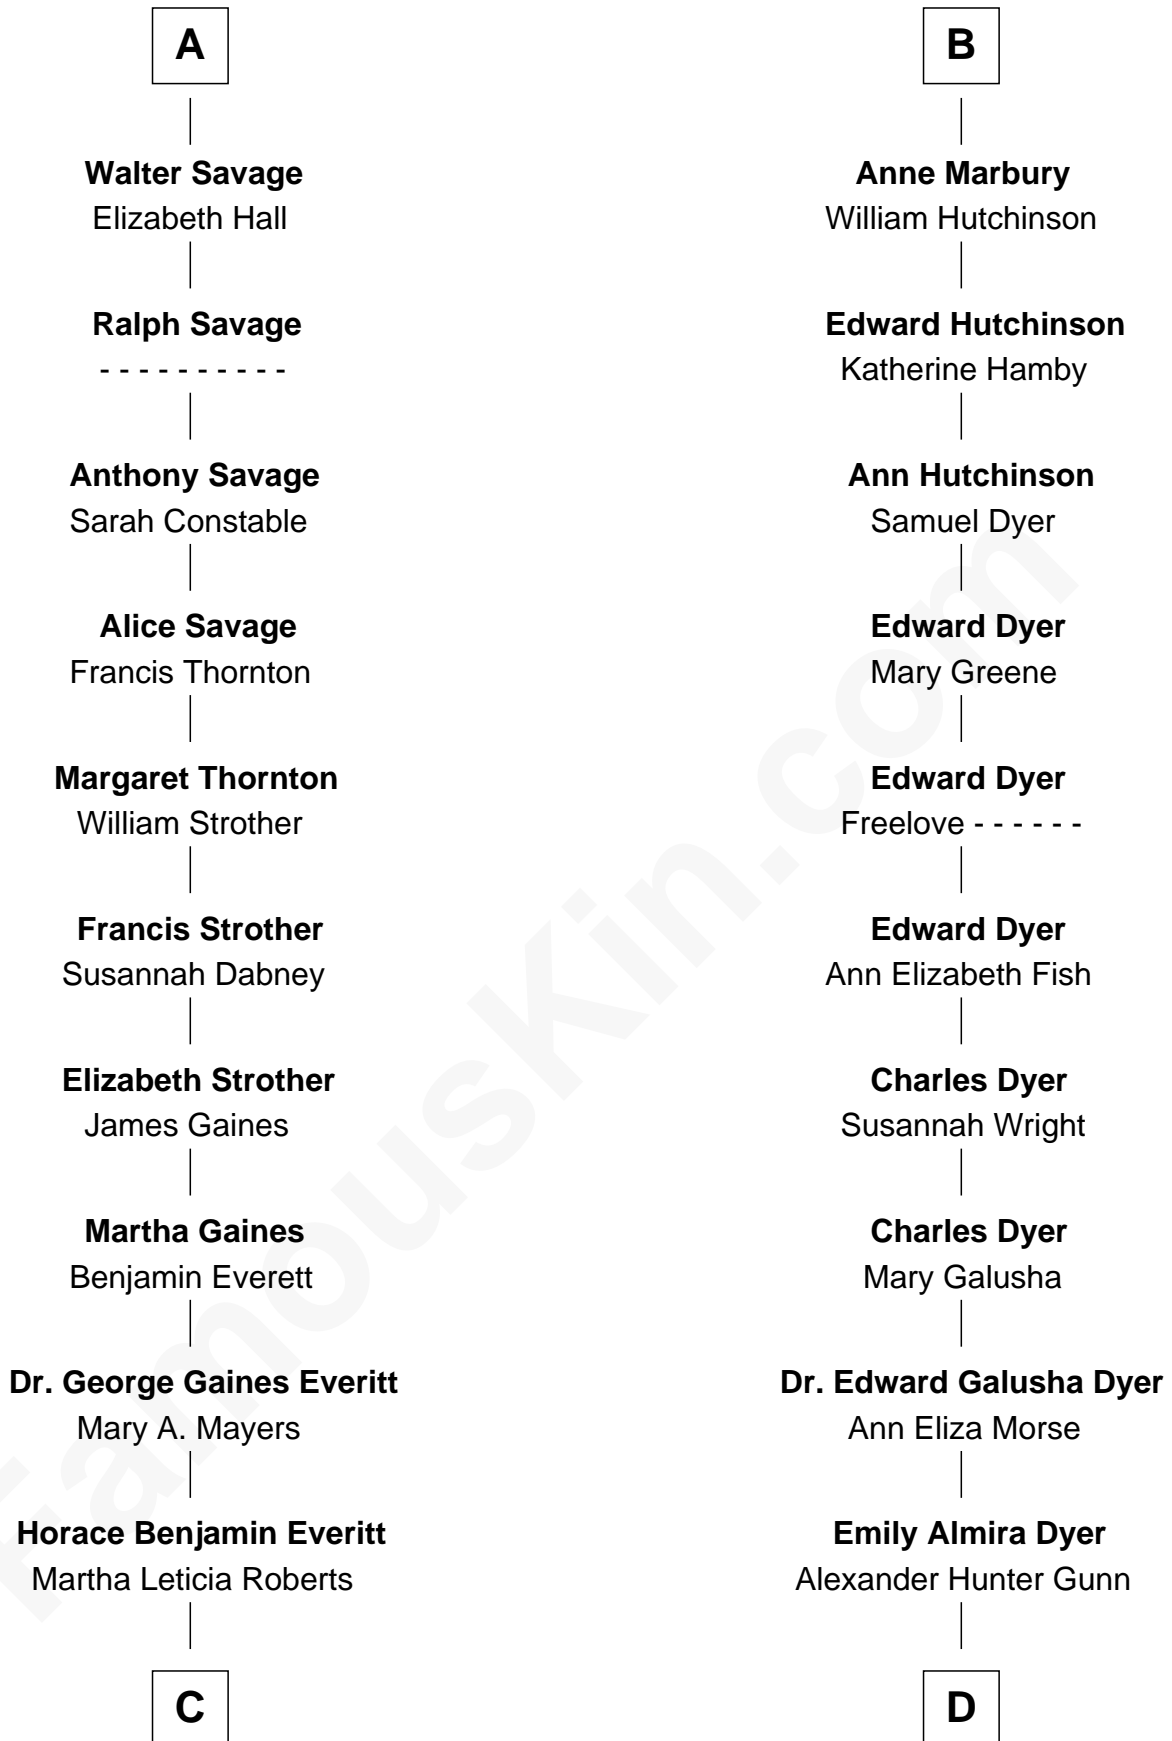 A
Walter Savage
Elizabeth Hall
Ralph Savage
- - - - - - - - - -
Anthony Savage
Sarah Constable
Alice Savage
Francis Thornton
Margaret Thornton
William Strother
Francis Strother
Susannah Dabney
Elizabeth Strother
James Gaines
Martha Gaines
Benjamin Everett
Dr. George Gaines Everitt
Mary A. Mayers
Horace Benjamin Everitt
Martha Leticia Roberts
C
B
Anne Marbury
William Hutchinson
Edward Hutchinson
Katherine Hamby
Ann Hutchinson
Samuel Dyer
Edward Dyer
Mary Greene
Edward Dyer
Freelove - - - - - -
Edward Dyer
Ann Elizabeth Fish
Charles Dyer
Susannah Wright
Charles Dyer
Mary Galusha
Dr. Edward Galusha Dyer
Ann Eliza Morse
Emily Almira Dyer
Alexander Hunter Gunn
D
FamousKin.com